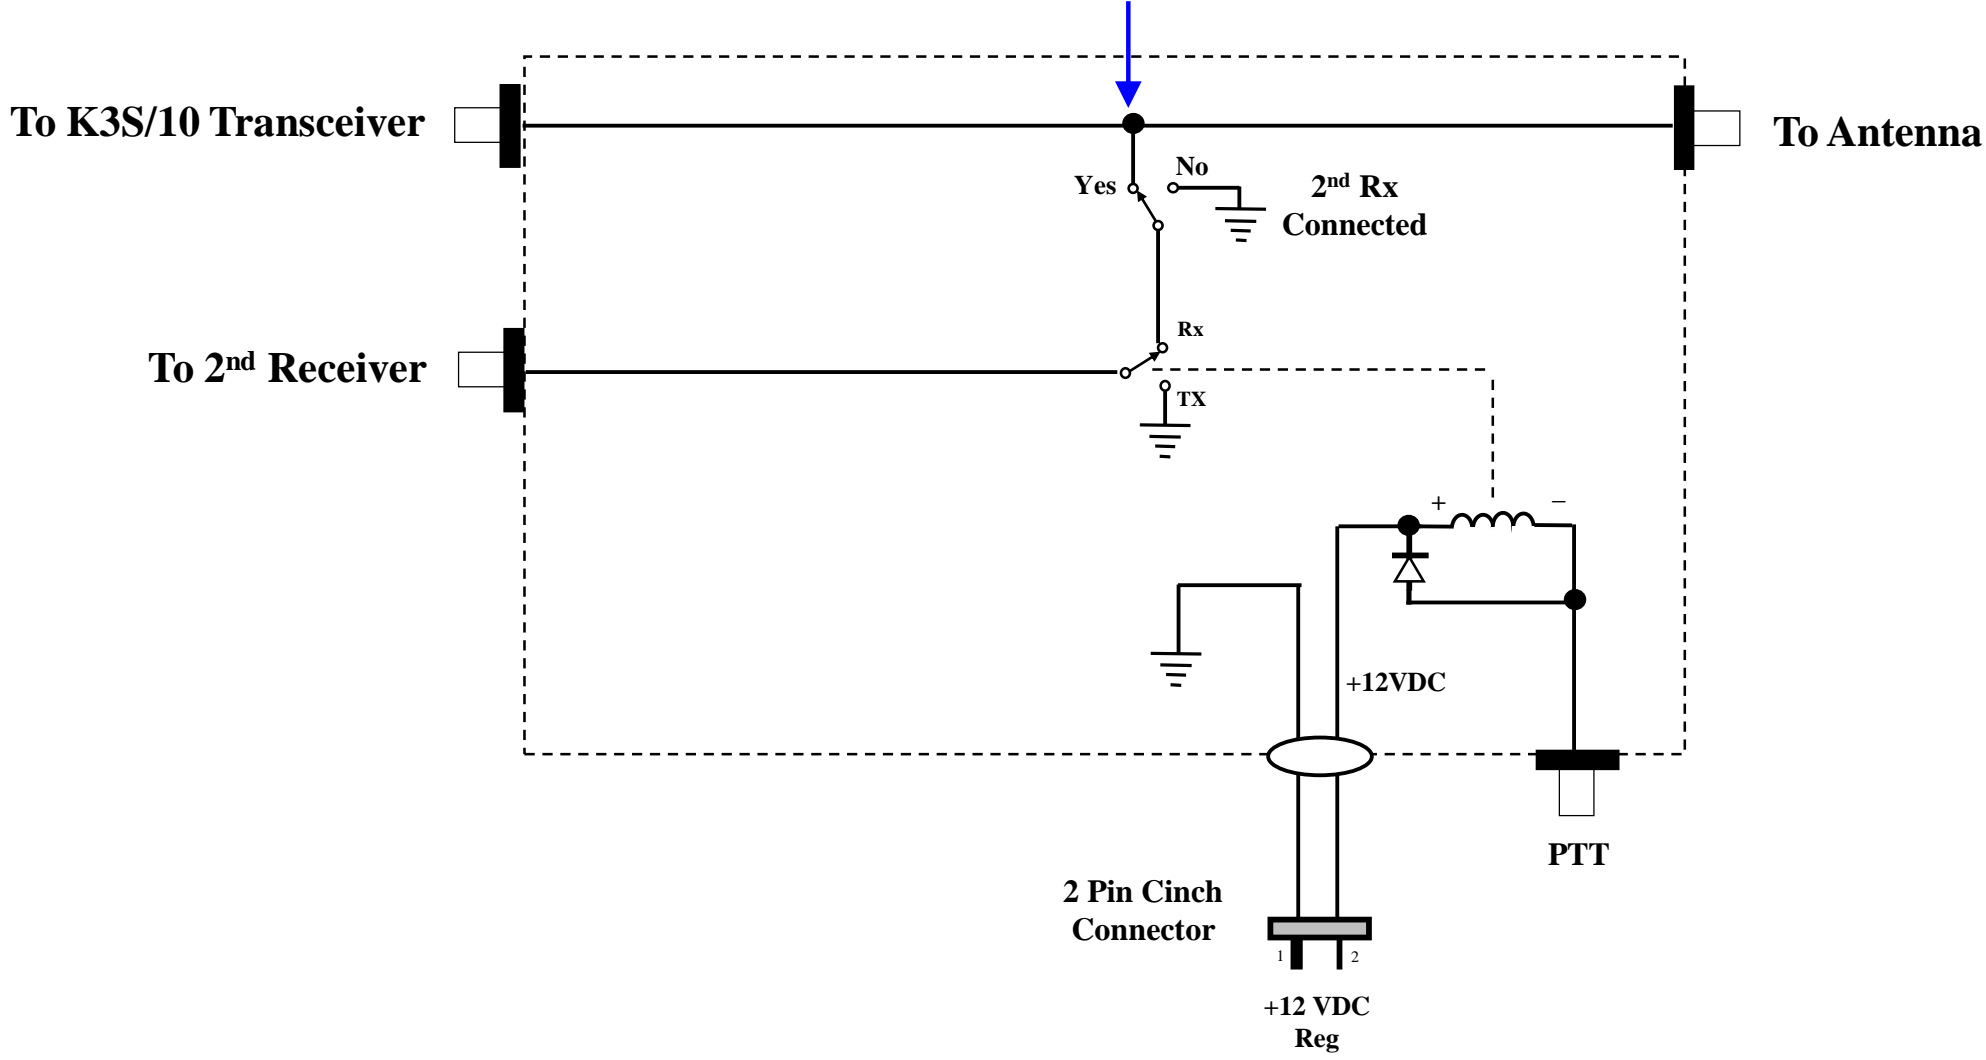 To K3S/10 Transceiver
To Antenna
Yes
No
2nd Rx
Connected
Rx
To 2nd Receiver
TX
+
–
+12VDC
PTT
2 Pin Cinch
Connector
1
2
+12 VDC
Reg